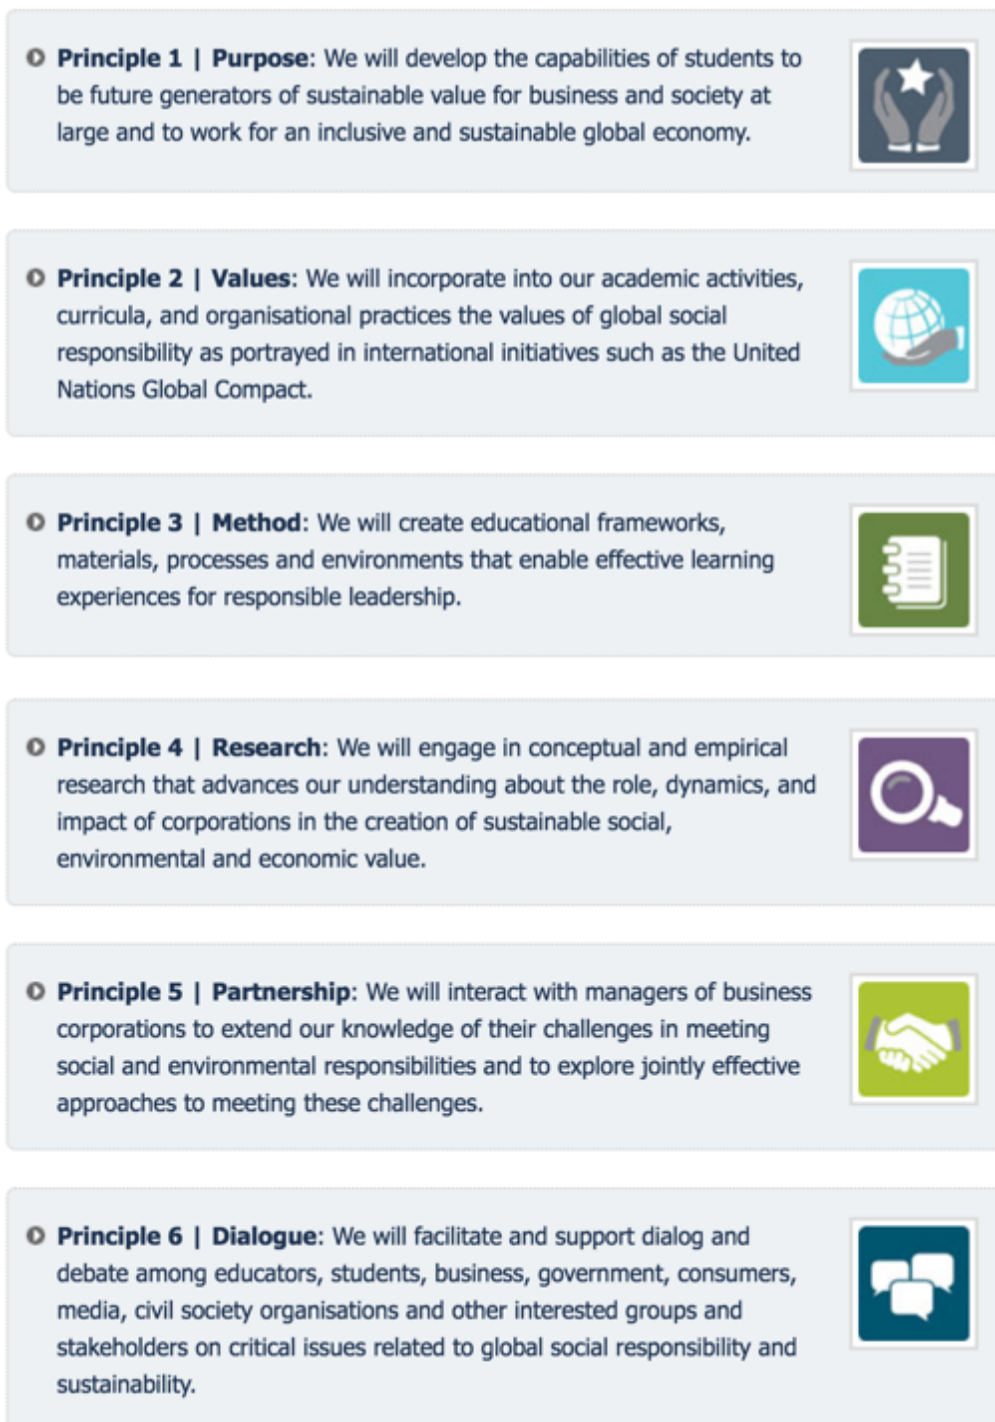 Principle 1 | Purpose: We will develop the capabilities of students to
be future generators of sustainable value for business and society at
large and to work for an inclusive and sustainable global economy.
Principle 2 | Values: We will incorporate into our academic activities,
curricula, and organisational practices the values of global social
responsibility as portrayed in international initiatives such as the United
Nations Global Compact.
Principle 3 | Method: We will create educational frameworks,
materials, processes and environments that enable effective learning
experiences for responsible leadership.
Principle 4 | Research: We will engage in conceptual and empirical
research that advances our understanding about the role, dynamics, and
impact of corporations in the creation of sustainable social,
environmental and economic value.
Principle 5 | Partnership: We will interact with managers of business
corporations to extend our knowledge of their challenges in meeting
social and environmental responsibilities and to explore jointly effective
approaches to meeting these challenges.
Principle 6 | Dialogue: We will facilitate and support dialog and
debate among educators, students, business, government, consumers,
media, civil society organisations and other interested groups and
stakeholders on critical issues related to global social responsibility and
sustainability.